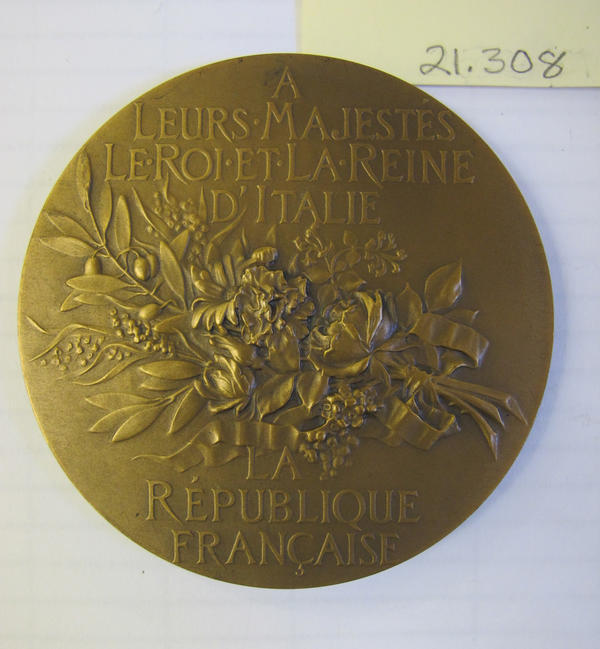 21.308
A
LEURS·MAJESTÉS
LE·ROI·ET·LA·REINE
D'ITALIE
LA
RÉPUBLIQUE
FRANÇAISE